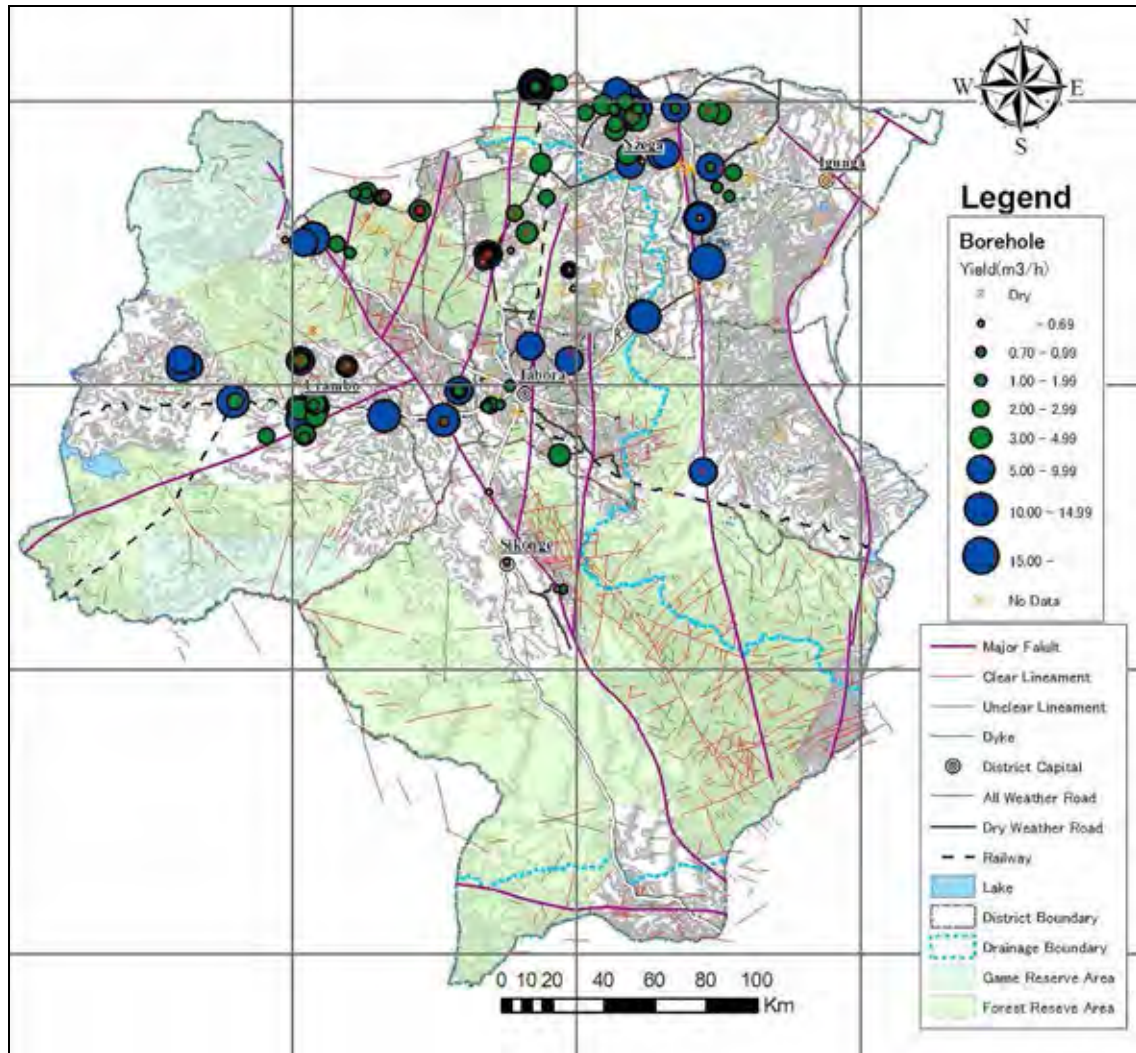 N
W E
S
Nzega
Igunga
Urambo
Tabora
Sikonge
Legend
Borehole
Yield(m3/h)
Dry
- 0.69
0.70 - 0.99
1.00 - 1.99
2.00 - 2.99
3.00 - 4.99
5.00 - 9.99
10.00 - 14.99
15.00 -
No Data
Major Falult
Clear Lineament
Unclear Lineament
Dyke
District Capital
All Weather Road
Dry Weather Road
Railway
Lake
District Boundary
Drainage Boundary
Game Reserve Area
Forest Reseve Area
0 10 20 40 60 80 100
Km